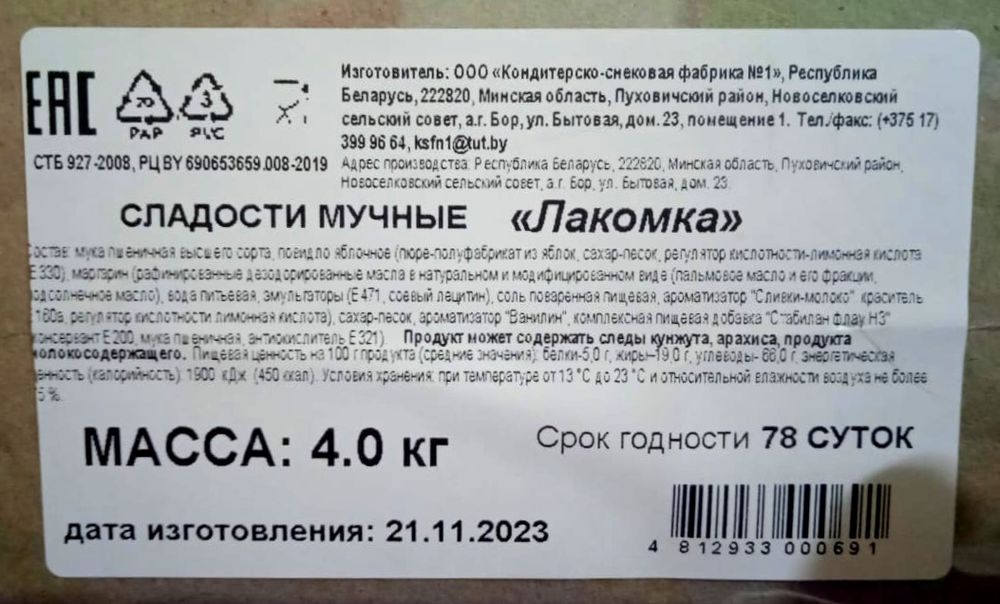 ЕАС
70
PAP
3
PVC
Изготовитель: ООО «Кондитерско-снековая фабрика №1», Республика
Беларусь, 222820, Минская область, Пуховичский район, Новоселковский
сельский совет, а.г. Бор, ул. Бытовая, дом. 23, помещение 1. Тел./факс: (+375 17)
399 96 64, ksfn1@tut.by
СТБ 927-2008, РЦ BY 690653659.008-2019
Адрес производства: Республика Беларусь, 222820, Минская область, Пуховичский район,
Новоселковский сельский совет, а.г. Бор, ул. Бытовая, дом. 23.
СЛАДОСТИ МУЧНЫЕ «Лакомка»
остав: мука пшеничная высшего сорта, повидло яблочное (пюре-полуфабрикат из яблок, сахар-песок, регулятор кислотности-лимонная кислота
Е 330), маргарин (рафинированные дезодорированные масла в натуральном и модифицированном виде (пальмовое масло и его фракции,
одсолнечное масло), вода питьевая, эмульгаторы (Е 471, соевый лецитин), соль поваренная пищевая, ароматизатор "Сливки-молоко" краситель
160а, регулятор кислотности лимонная кислота), сахар-песок, ароматизатор "Ванилин", комплексная пищевая добавка "Стабилан флау Н3"
консервант Е 200, мука пшеничная, антиокислитель Е 321). Продукт может содержать следы кунжута, арахиса, продукта
молокосодержащего. Пищевая ценность на 100 г продукта (средние значения): белки-5,0 г, жиры-19,0 г, углеводы- 66,0 г, энергетическая
енность (калорийность): 1900 кДж (450 ккал). Условия хранения: при температуре от 13 °С до 23 °С и относительной влажности воздуха не более
5 %.
МАССА: 4.0 кг
Срок годности 78 СУТОК
дата изготовления: 21.11.2023
4 812933 000691